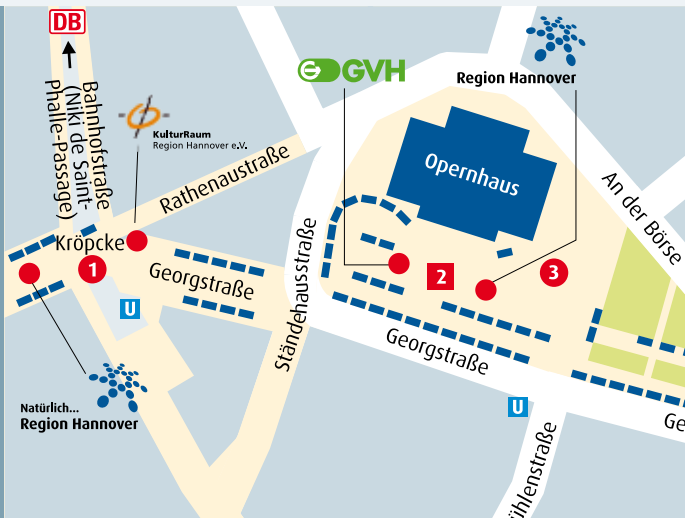 DB
Bahnhofstraße
(Niki de Saint-
Phalle-Passage)
KulturRaum
Region Hannover e.V.
Rathenaustraße
GVH
Region Hannover
Opernhaus
An der Börse
Kröpcke
1
Georgstraße
U
Ständehausstraße
2
3
Georgstraße
Natürlich...
Region Hannover
U
Ge
ühlenstraße